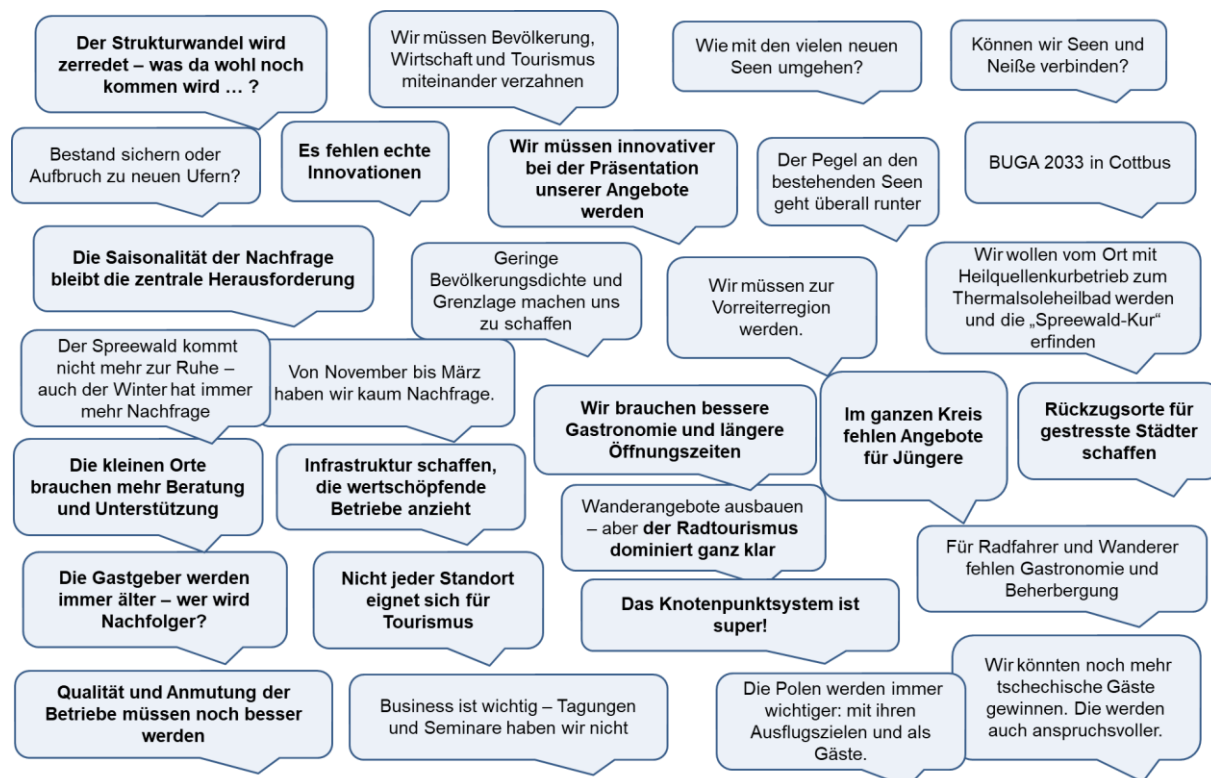 Der Strukturwandel wird
zerredet – was da wohl noch
kommen wird … ?
Wir müssen Bevölkerung,
Wirtschaft und Tourismus
miteinander verzahnen
Wie mit den vielen neuen
Seen umgehen?
Können wir Seen und
Neiße verbinden?
Bestand sichern oder
Aufbruch zu neuen Ufern?
Es fehlen echte
Innovationen
Wir müssen innovativer
bei der Präsentation
unserer Angebote
werden
Der Pegel an den
bestehenden Seen
geht überall runter
BUGA 2033 in Cottbus
Die Saisonalität der Nachfrage
bleibt die zentrale Herausforderung
Geringe
Bevölkerungsdichte und
Grenzlage machen uns
zu schaffen
Wir müssen zur
Vorreiterregion
werden.
Wir wollen vom Ort mit
Heilquellenkurbetrieb zum
Thermalsoleheilbad werden
und die „Spreewald-Kur“
erfinden
Der Spreewald kommt
nicht mehr zur Ruhe –
auch der Winter hat immer
mehr Nachfrage
Von November bis März
haben wir kaum Nachfrage.
Wir brauchen bessere
Gastronomie und längere
Öffnungszeiten
Im ganzen Kreis
fehlen Angebote
für Jüngere
Rückzugsorte für
gestresste Städter
schaffen
Die kleinen Orte
brauchen mehr Beratung
und Unterstützung
Infrastruktur schaffen,
die wertschöpfende
Betriebe anzieht
Wanderangebote ausbauen
– aber der Radtourismus
dominiert ganz klar
Für Radfahrer und Wanderer
fehlen Gastronomie und
Beherbergung
Die Gastgeber werden
immer älter – wer wird
Nachfolger?
Nicht jeder Standort
eignet sich für
Tourismus
Das Knotenpunktsystem ist
super!
Qualität und Anmutung der
Betriebe müssen noch besser
werden
Business ist wichtig – Tagungen
und Seminare haben wir nicht
Die Polen werden immer
wichtiger: mit ihren
Ausflugszielen und als
Gäste.
Wir könnten noch mehr
tschechische Gäste
gewinnen. Die werden
auch anspruchsvoller.